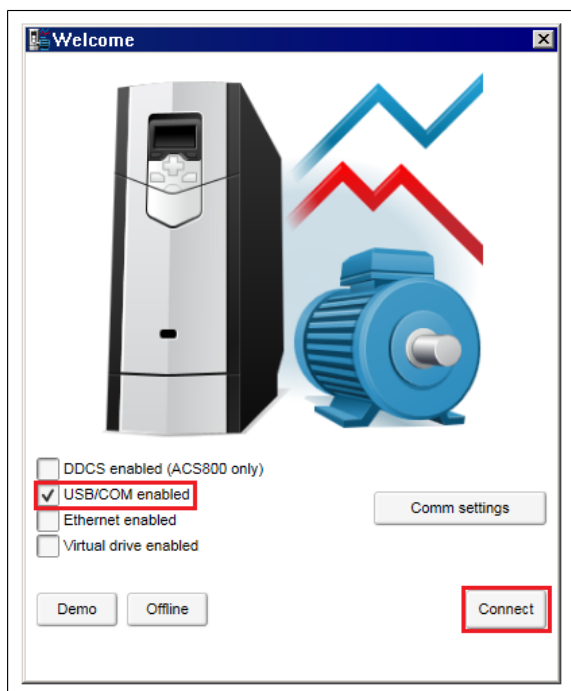 Welcome
DDCS enabled (ACS800 only)
USB/COM enabled
Ethernet enabled
Comm settings
Virtual drive enabled
Demo
Offline
Connect